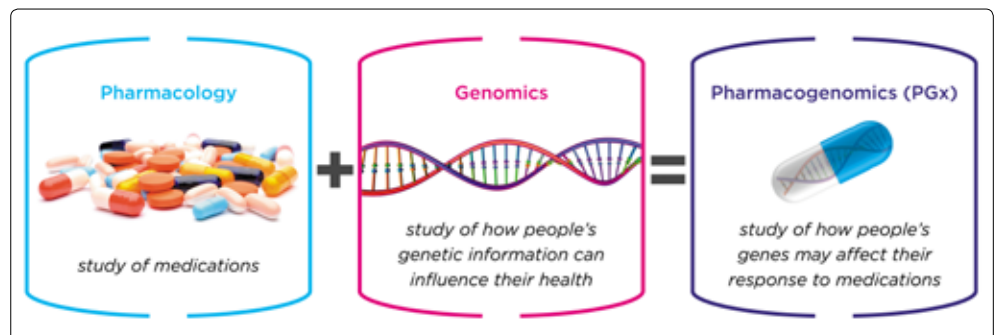 Pharmacology
study of medications
+
Genomics
study of how people's
genetic information can
influence their health
=
Pharmacogenomics (PGx)
study of how people's
genes may affect their
response to medications